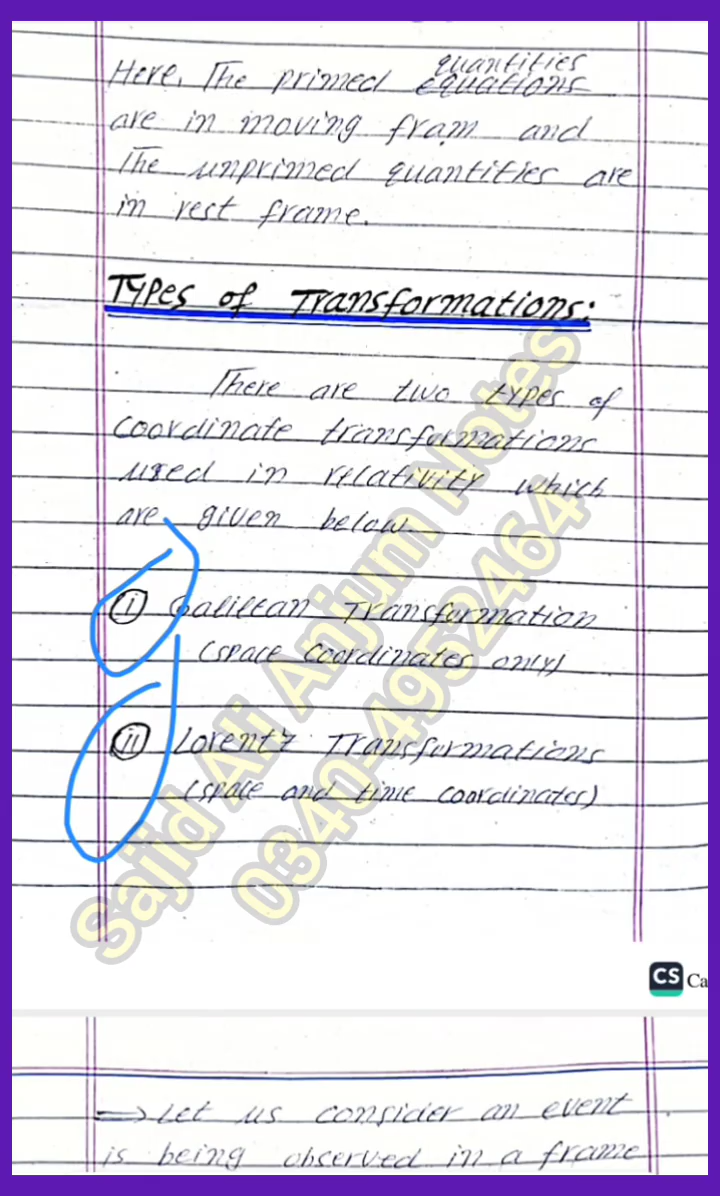 quantities
Here, The primed equations
are in moving fram and
The unprimed quantities are
in rest frame.
Types of Transformations:
There are two types of
coordinate transformations
used in relativity which
are given below.
(i) Galilean Transformation
(space coordinates only)
(ii) Lorentz Transformations
(space and time coordinates)
Sajid Ali Anjum Notes
0340-4952464
CS Ca
⇒ Let us consider an event
is being observed in a frame